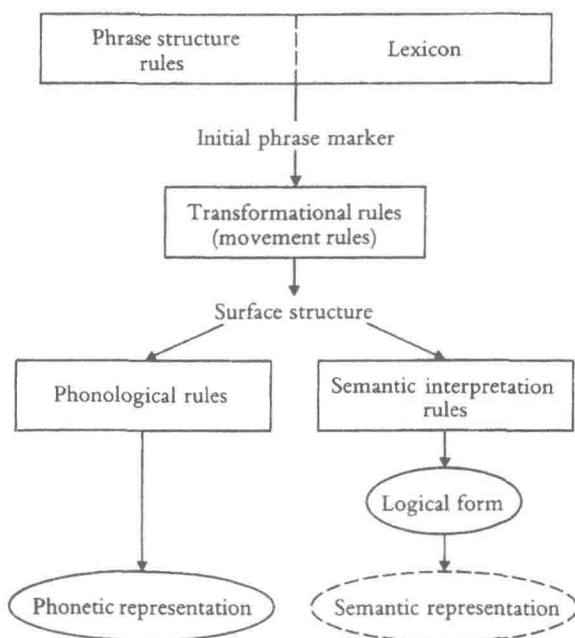 Phrase structure
rules
Lexicon
Initial phrase marker
Transformational rules
(movement rules)
Surface structure
Phonological rules
Semantic interpretation
rules
Logical form
Phonetic representation
Semantic representation